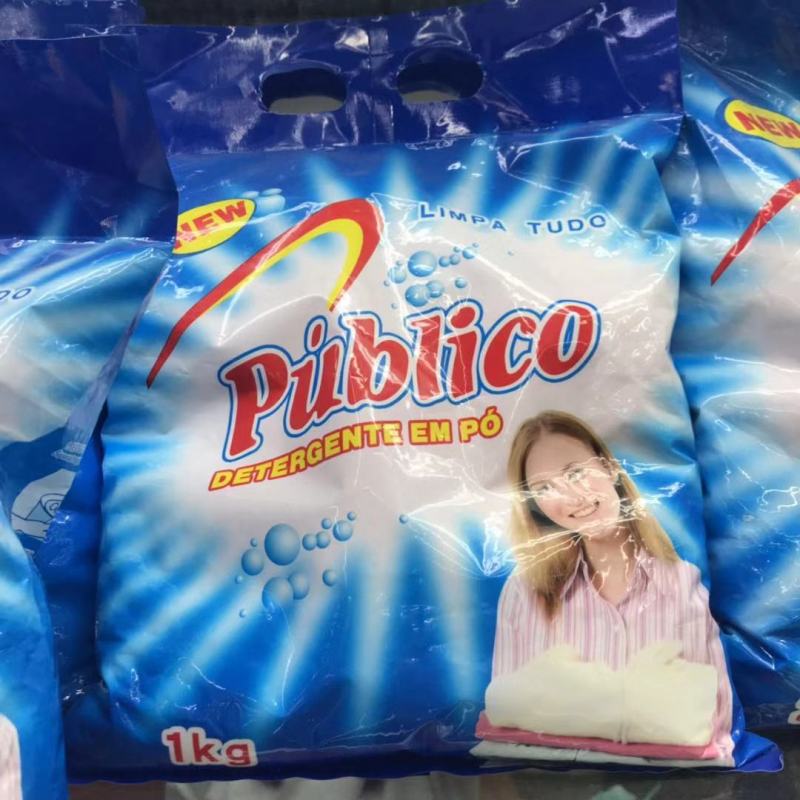 NEW
LIMPA TUDO
Público
DETERGENTE EM PÓ
1kg
NEW